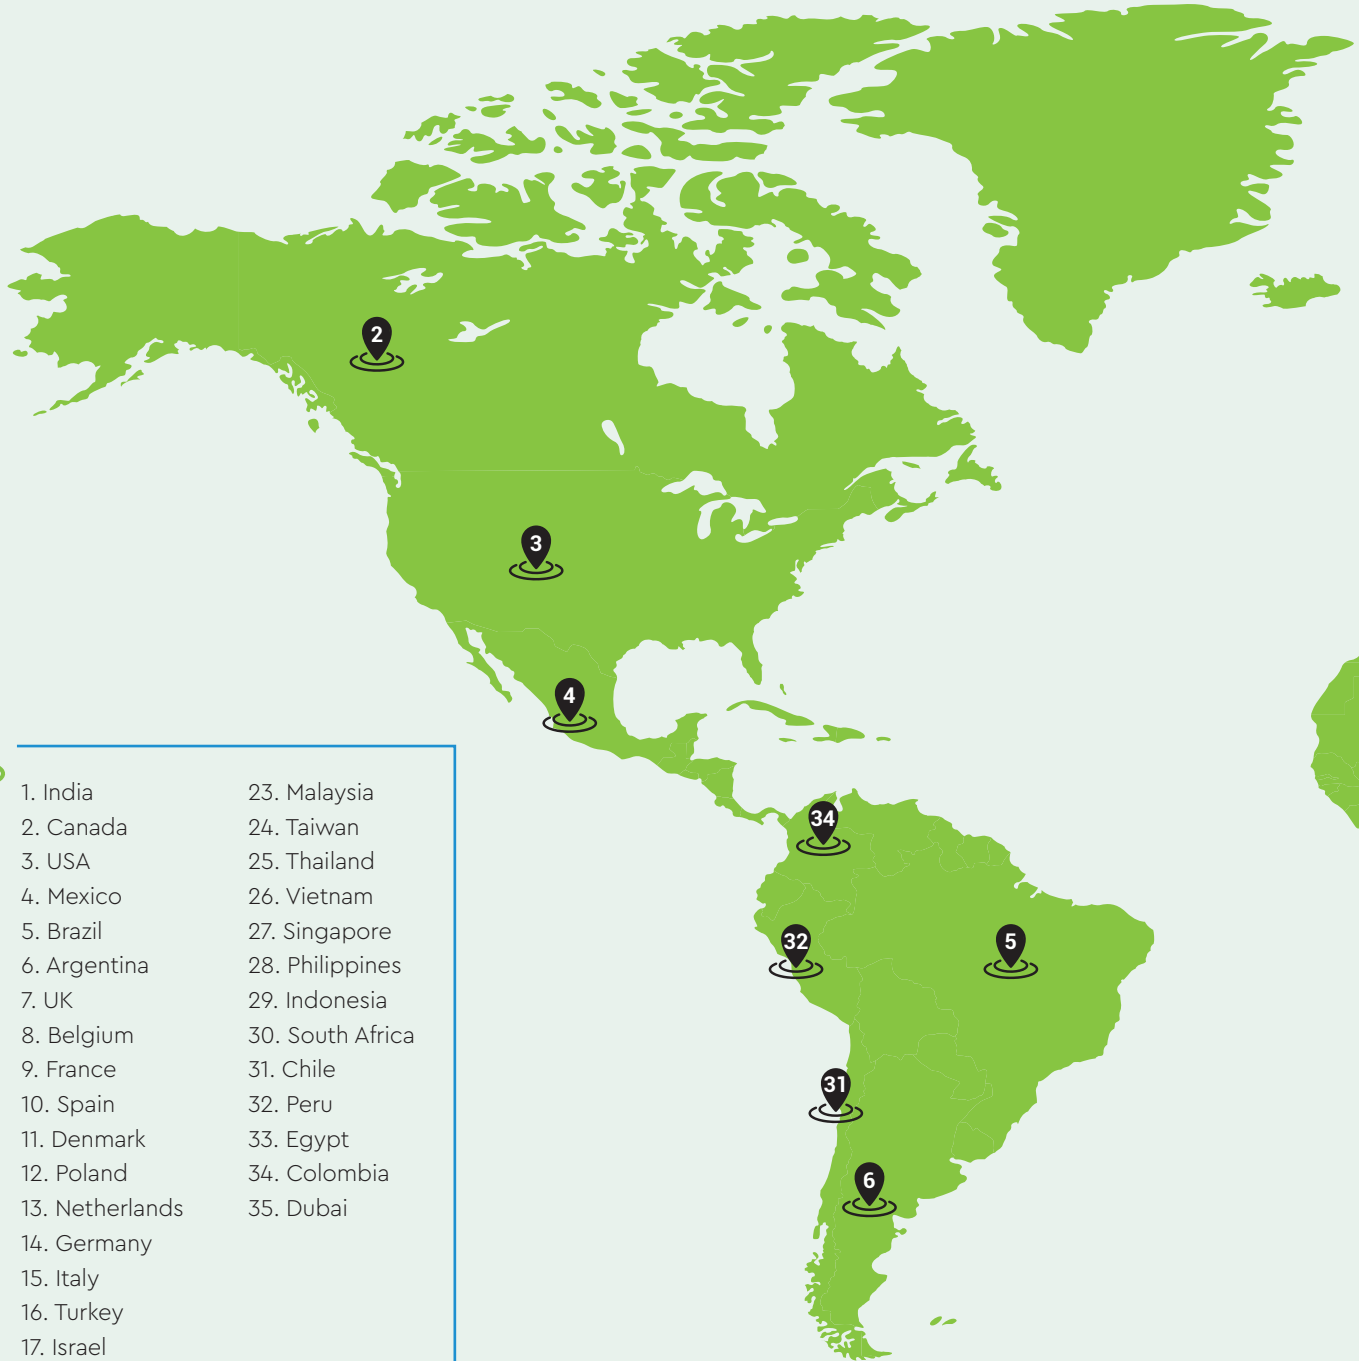 2
3
4
34
32
5
31
6
1. India
2. Canada
3. USA
4. Mexico
5. Brazil
6. Argentina
7. UK
8. Belgium
9. France
10. Spain
11. Denmark
12. Poland
13. Netherlands
14. Germany
15. Italy
16. Turkey
17. Israel
23. Malaysia
24. Taiwan
25. Thailand
26. Vietnam
27. Singapore
28. Philippines
29. Indonesia
30. South Africa
31. Chile
32. Peru
33. Egypt
34. Colombia
35. Dubai